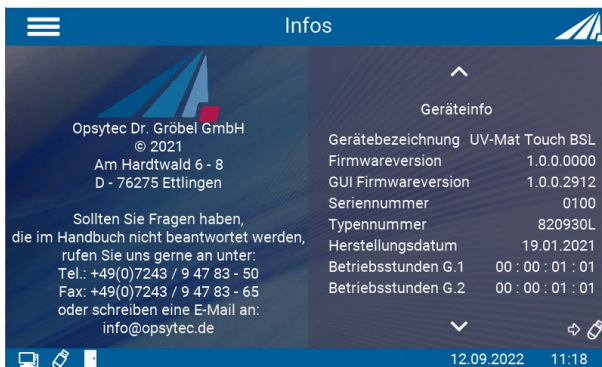 Infos
Opsytec Dr. Gröbel GmbH
© 2021
Am Hardtwald 6 - 8
D - 76275 Ettlingen
Sollten Sie Fragen haben,
die im Handbuch nicht beantwortet werden,
rufen Sie uns gerne an unter:
Tel.: +49(0)7243 / 9 47 83 - 50
Fax: +49(0)7243 / 9 47 83 - 65
oder schreiben eine E-Mail an:
info@opsytec.de
Geräteinfo
Gerätebezeichnung UV-Mat Touch BSL
Firmwareversion 1.0.0.0000
GUI Firmwareversion 1.0.0.2912
Seriennummer 0100
Typennummer 820930L
Herstellungsdatum 19.01.2021
Betriebsstunden G.1 00 : 00 : 01 : 01
Betriebsstunden G.2 00 : 00 : 01 : 01
12.09.2022 11:18